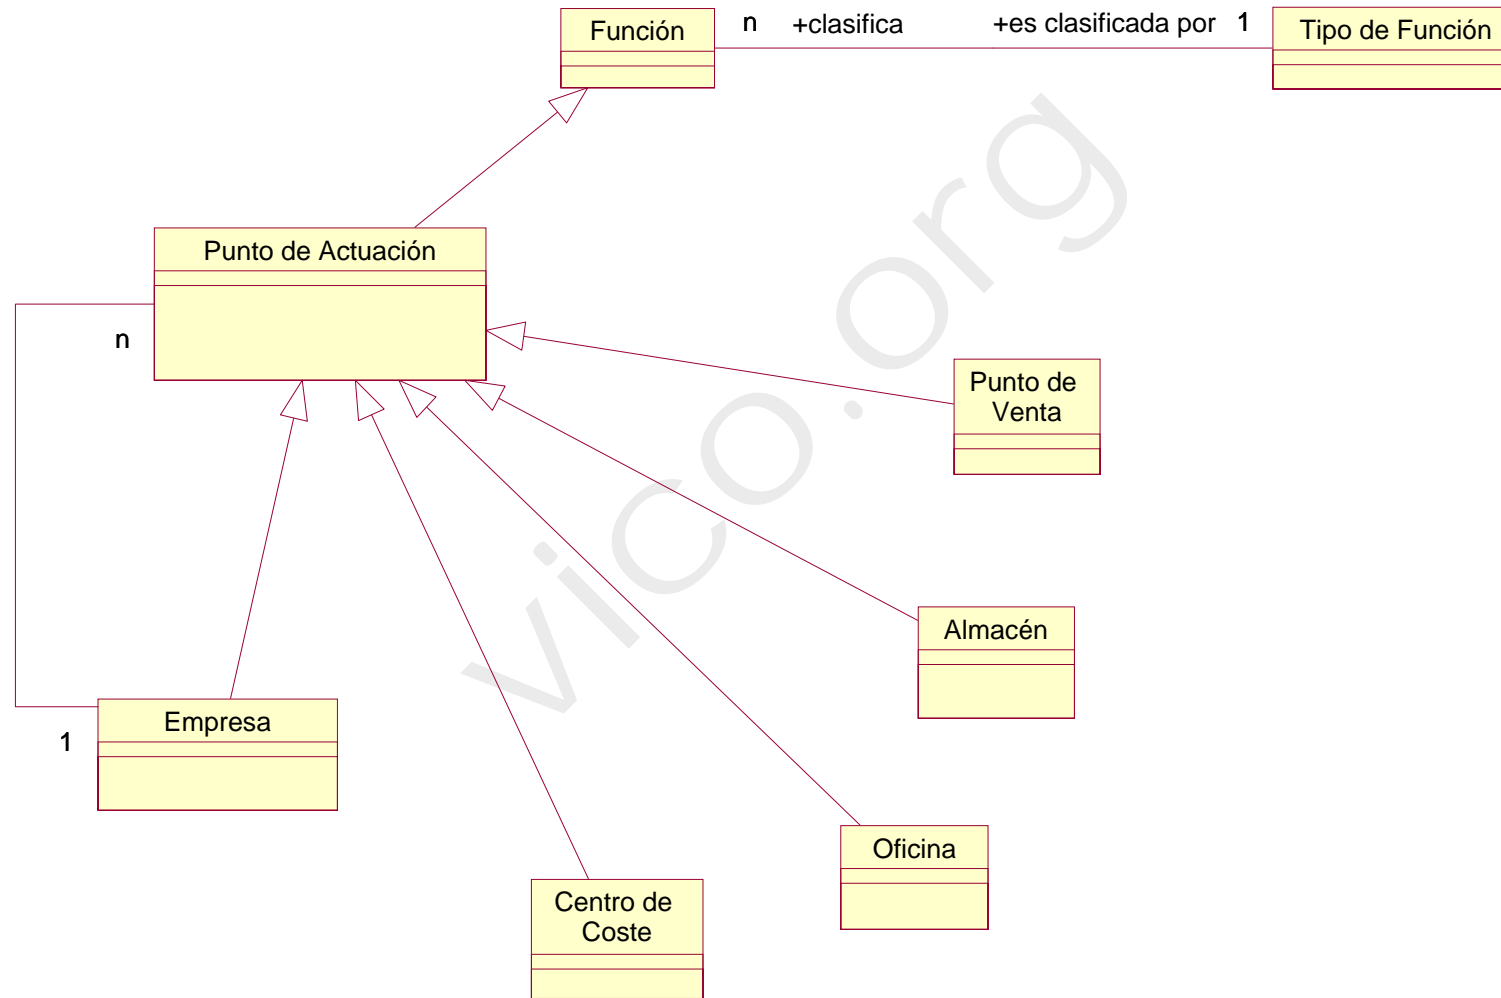 Función
n +clasifica +es clasificada por 1
Tipo de Función
Punto de Actuación
n
Punto de
Venta
Almacén
Empresa
1
Oficina
Centro de
Coste
vico.org